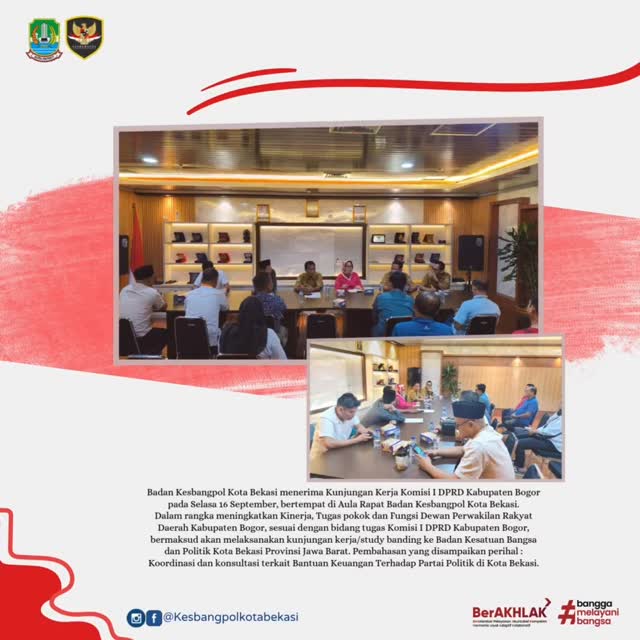 Badan Kesbangpol Kota Bekasi menerima Kunjungan Kerja Komisi I DPRD Kabupaten Bogor
pada Selasa 16 September, bertempat di Aula Rapat Badan Kesbangpol Kota Bekasi.
Dalam rangka meningkatkan Kinerja, Tugas pokok dan Fungsi Dewan Perwakilan Rakyat
Daerah Kabupaten Bogor, sesuai dengan bidang tugas Komisi I DPRD Kabupaten Bogor,
bermaksud akan melaksanakan kunjungan kerja/study banding ke Badan Kesatuan Bangsa
dan Politik Kota Bekasi Provinsi Jawa Barat. Pembahasan yang disampaikan perihal :
Koordinasi dan konsultasi terkait Bantuan Keuangan Terhadap Partai Politik di Kota Bekasi.
@Kesbangpolkotabekasi
BerAKHLAK
#bangga
melayani
bangsa